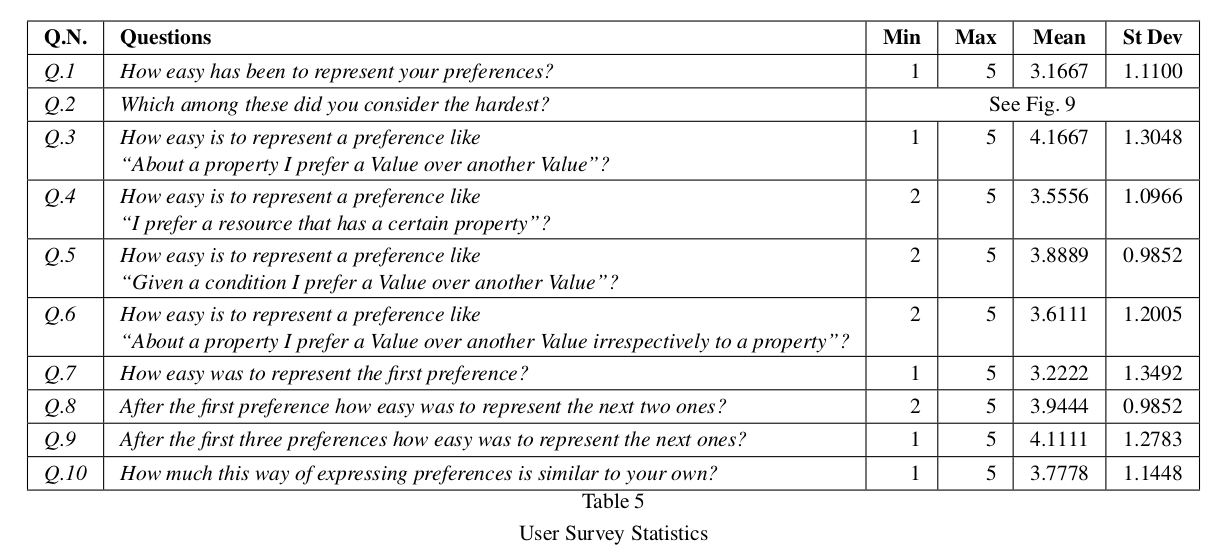 Q.N. Questions Min Max Mean St Dev
Q.1 How easy has been to represent your preferences? 1 5 3.1667 1.1100
Q.2 Which among these did you consider the hardest? See Fig. 9
Q.3 How easy is to represent a preference like 1 5 4.1667 1.3048
“About a property I prefer a Value over another Value”?
Q.4 How easy is to represent a preference like 2 5 3.5556 1.0966
“I prefer a resource that has a certain property”?
Q.5 How easy is to represent a preference like 2 5 3.8889 0.9852
“Given a condition I prefer a Value over another Value”?
Q.6 How easy is to represent a preference like 2 5 3.6111 1.2005
“About a property I prefer a Value over another Value irrespectively to a property”?
Q.7 How easy was to represent the first preference? 1 5 3.2222 1.3492
Q.8 After the first preference how easy was to represent the next two ones? 2 5 3.9444 0.9852
Q.9 After the first three preferences how easy was to represent the next ones? 1 5 4.1111 1.2783
Q.10 How much this way of expressing preferences is similar to your own? 1 5 3.7778 1.1448
Table 5
User Survey Statistics